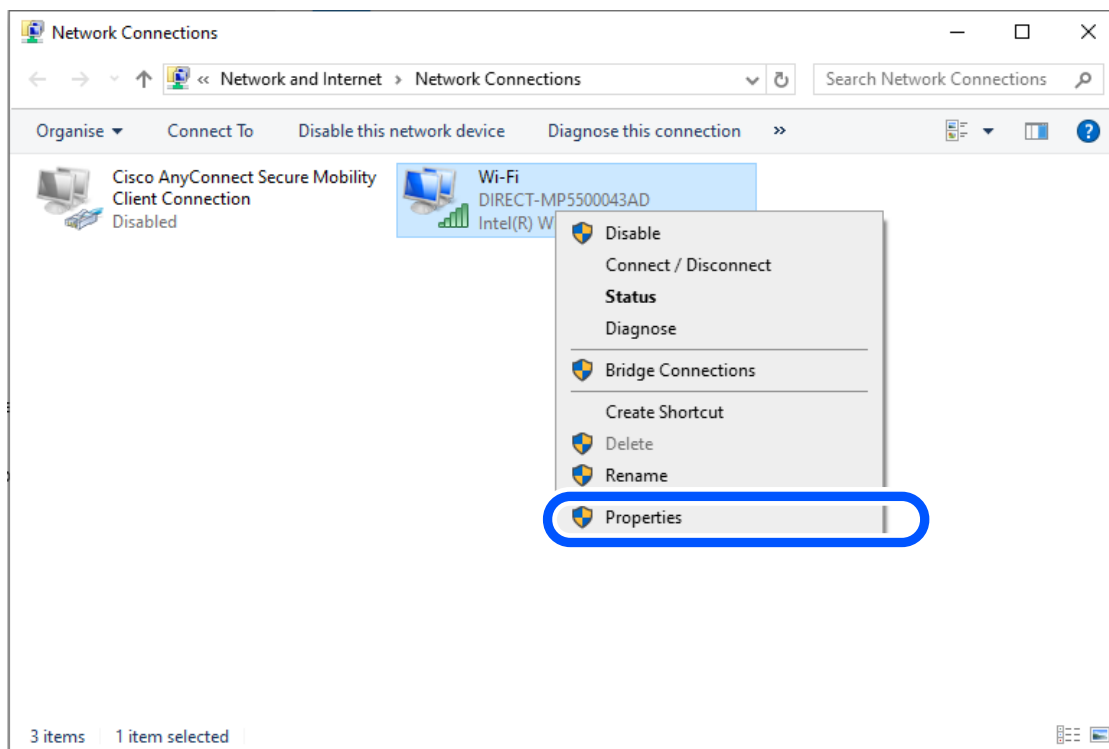 Network Connections
« Network and Internet › Network Connections
Search Network Connections
Organise Connect To Disable this network device Diagnose this connection »
Cisco AnyConnect Secure Mobility
Client Connection
Disabled
Wi-Fi
DIRECT-MP5500043AD
Intel(R) W
Disable
Connect / Disconnect
Status
Diagnose
Bridge Connections
Create Shortcut
Delete
Rename
Properties
3 items 1 item selected